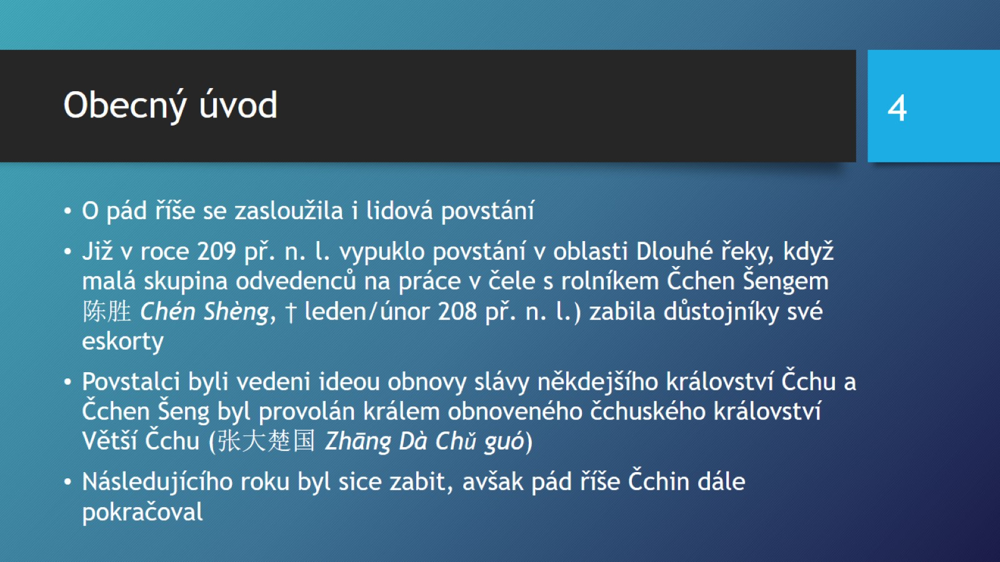 Obecný úvod
4
• O pád říše se zasloužila i lidová povstání
• Již v roce 209 př. n. l. vypuklo povstání v oblasti Dlouhé řeky, když
malá skupina odvedenců na práce v čele s rolníkem Čchen Šengem
陈胜 Chén Shèng, † leden/únor 208 př. n. l.) zabila důstojníky své
eskorty
• Povstalci byli vedeni ideou obnovy slávy někdejšího království Čchu a
Čchen Šeng byl provolán králem obnoveného čchuského království
Větší Čchu (张大楚国 Zhāng Dà Chǔ guó)
• Následujícího roku byl sice zabit, avšak pád říše Čchin dále
pokračoval